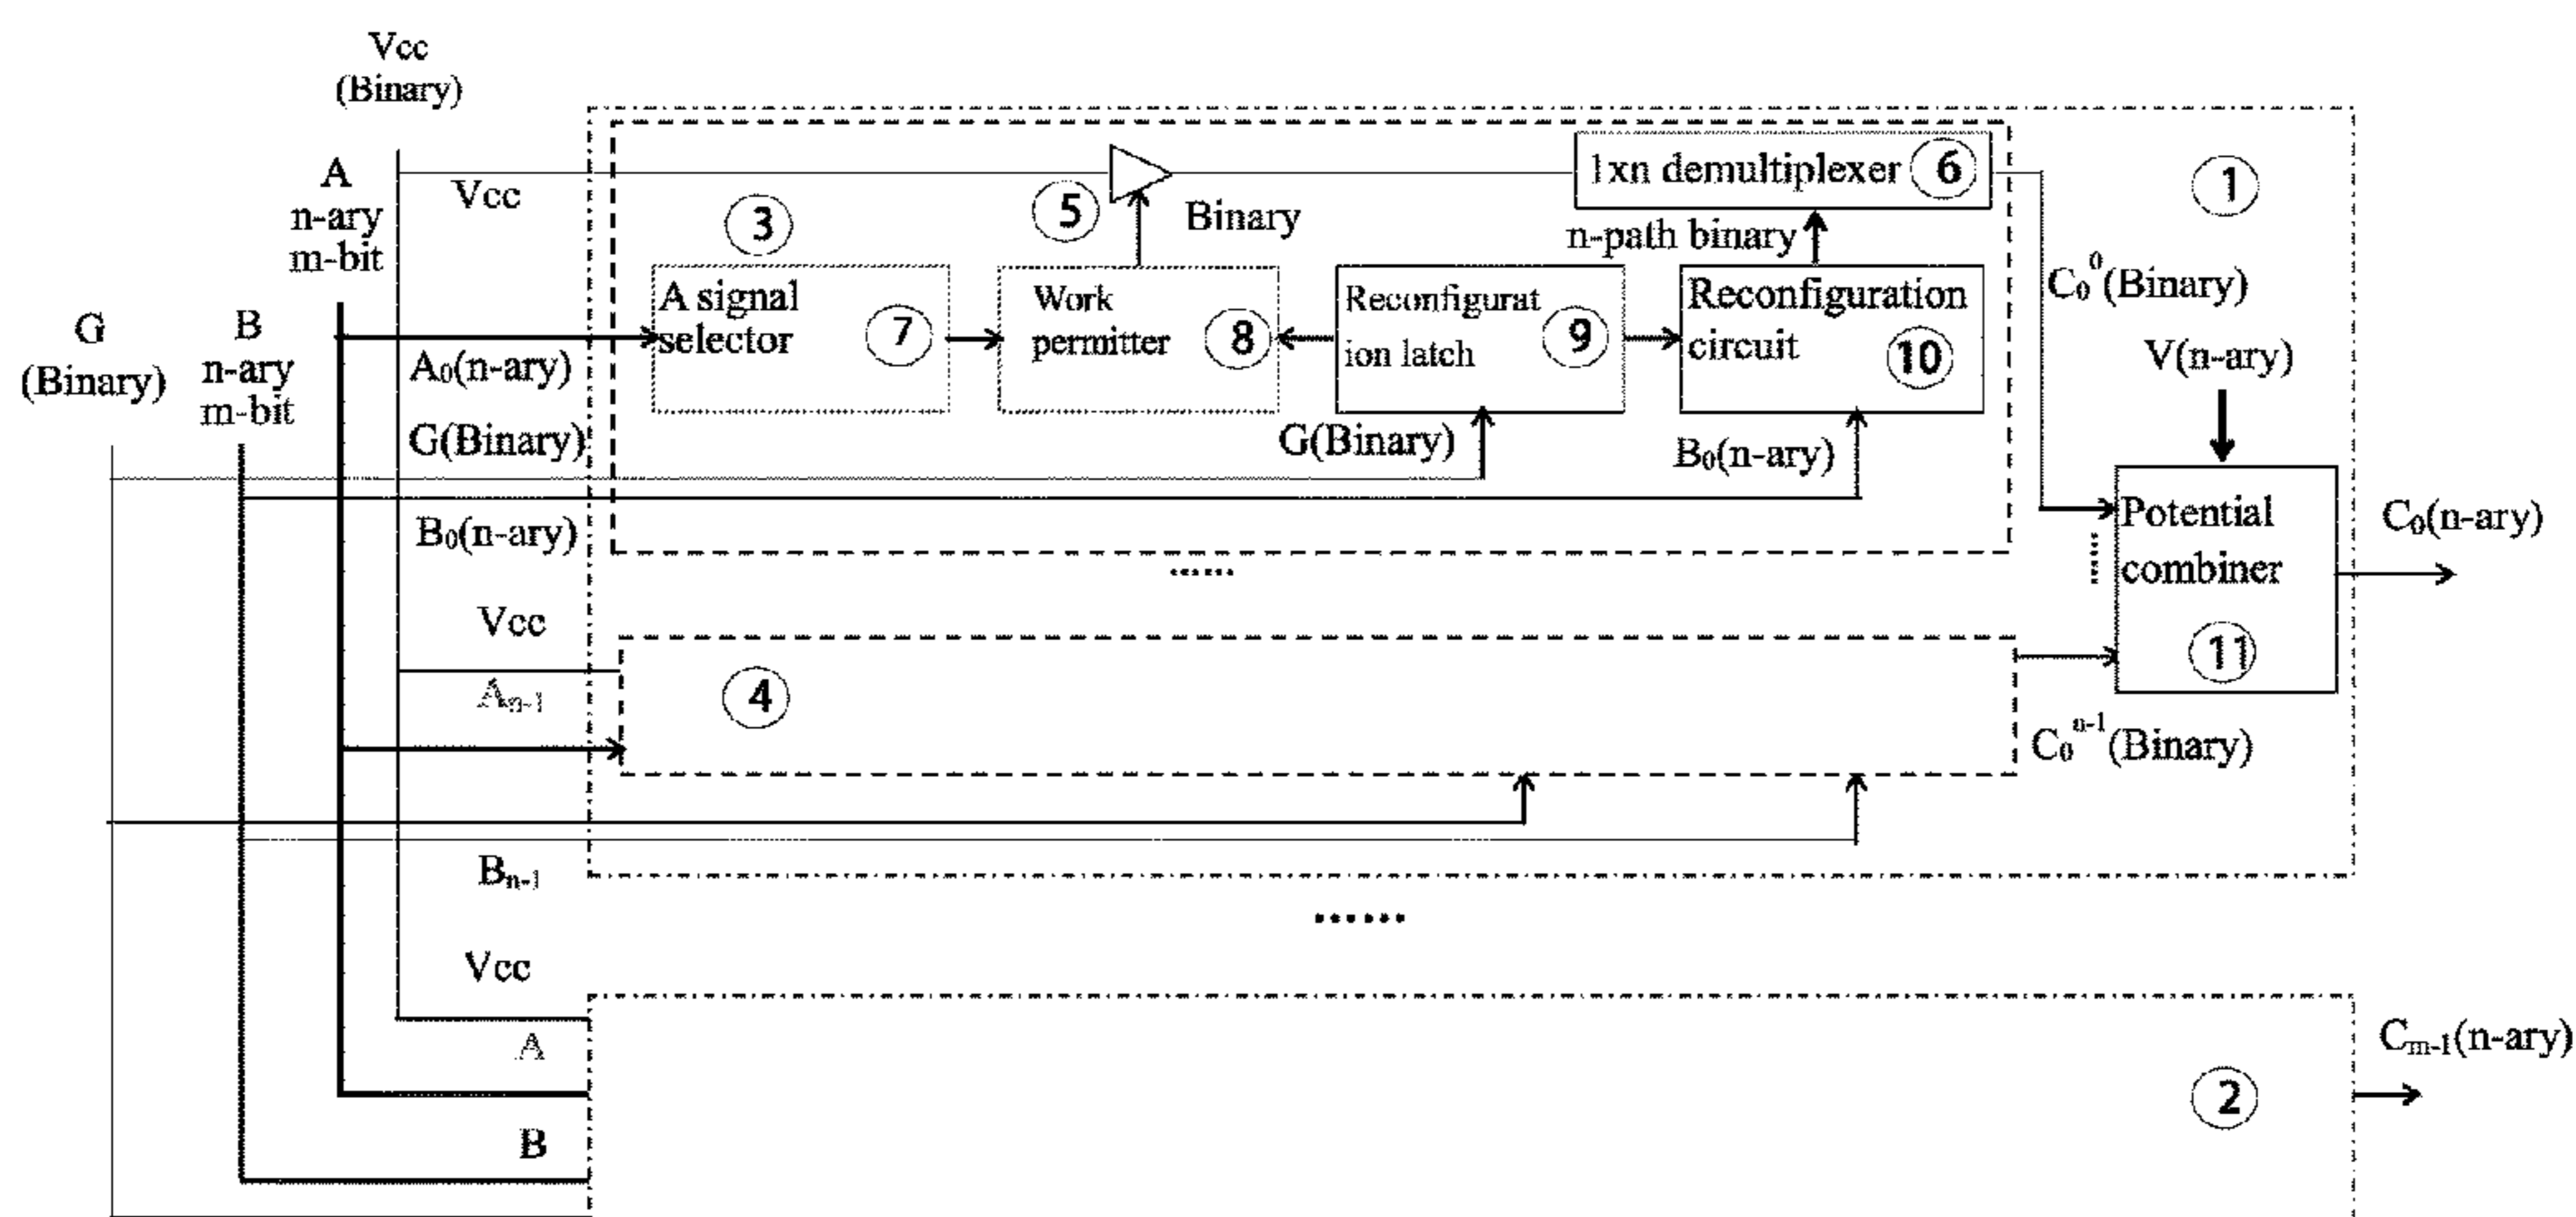 Vcc
(Binary)
A
n-ary
m-bit
G
(Binary)
B
n-ary
m-bit
Vcc
A₀(n-ary)
G(Binary)
B₀(n-ary)
3
5
Binary
1xn demultiplexer 6
n-path binary
A signal
selector
7
Work
permitter
8
Reconfigurat
ion latch
9
Reconfiguration
circuit
10
G(Binary)
B₀(n-ary)
1
C₀⁰(Binary)
V(n-ary)
Potential
combiner
11
C₀(n-ary)
......
......
Vcc
Aₙ₋₁
4
C₀ⁿ⁻¹(Binary)
Bₙ₋₁
......
Vcc
A
B
2
Cₘ₋₁(n-ary)